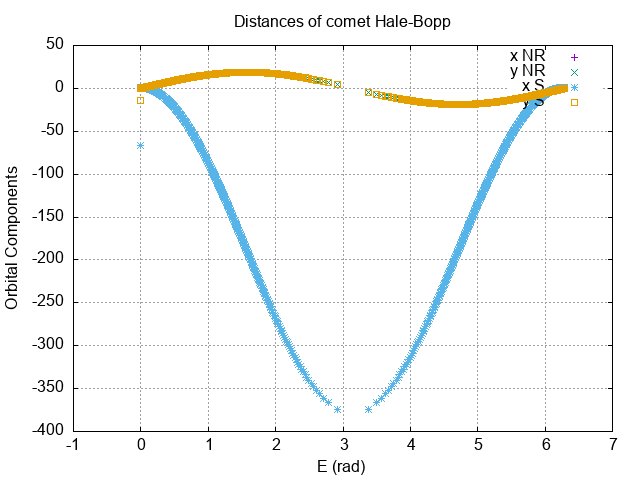 Distances of comet Hale-Bopp
50
0
-50
-100
-150
-200
-250
-300
-350
-400
-1
0
1
2
3
4
5
6
7
E (rad)
Orbital Components
x NR
y NR
x S
y S